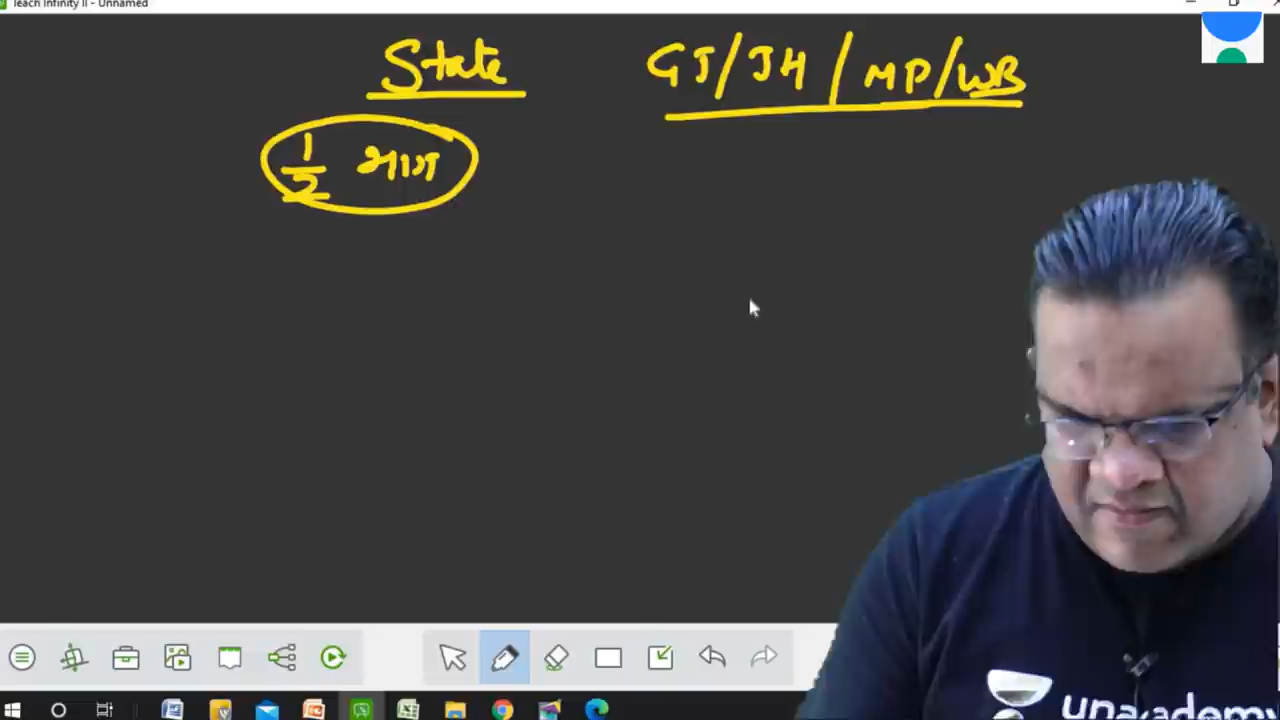 Teach Infinity II - Unnamed
State GJ/JH/MP/WB
1/2 भाग
unacademy